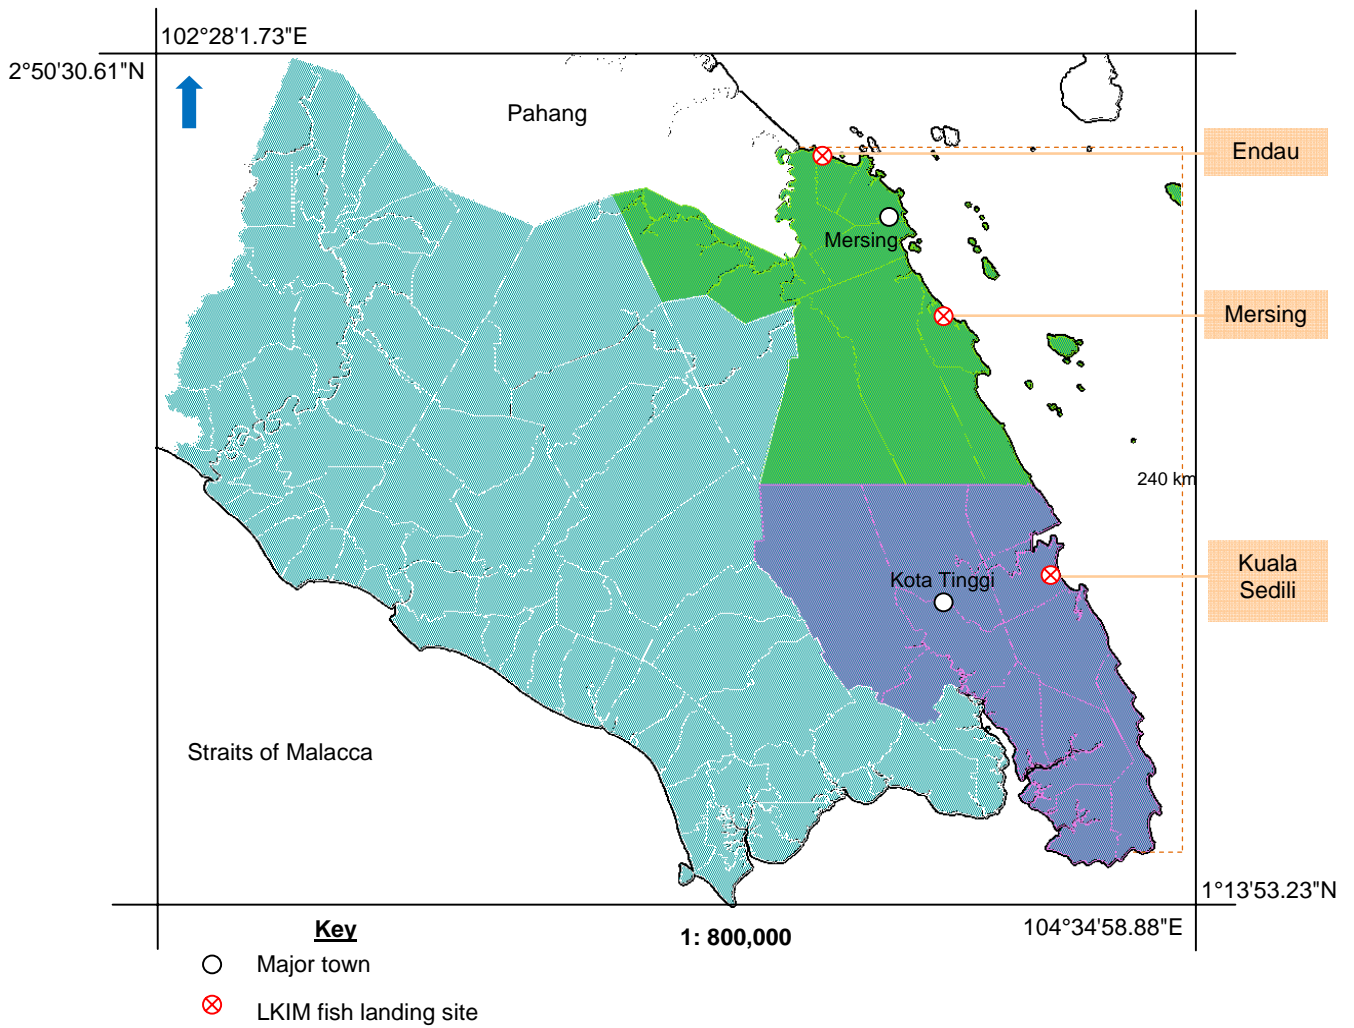 102°28'1.73"E
2°50'30.61"N
Pahang
Endau
Mersing
Mersing
240 km
Kuala
Sedili
Kota Tinggi
Straits of Malacca
1°13'53.23"N
104°34'58.88"E
Key
1: 800,000
Major town
LKIM fish landing site